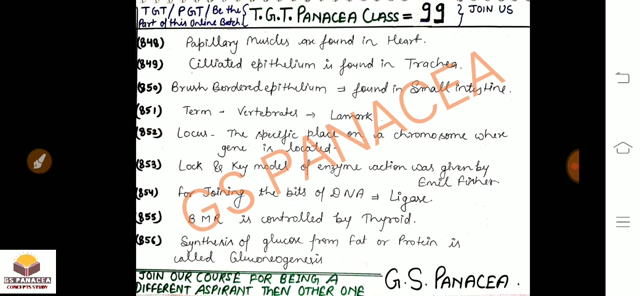 TGT/PGT/Be the
Part of this Online Batch
T.G.T. PANACEA CLASS = 99
JOIN US
(848) Papillary Muscles are found in Heart.
(849) Cilliated epithelium is found in Trachea.
(850) Brush Bordered epithelium ⇒ found in Small intestine.
(851) Term - Vertebrates → Lamark
(852) Locus - The specific place on a chromosome where
gene is located.
(853) Lock & Key model of enzyme action was given by
Emil Fisher
(854) For Joining the bits of DNA ⇒ Ligase.
(855) BMR is controlled by Thyroid.
(856) Synthesis of glucose from Fat or Protein is
called Gluconeogenesis
GS PANACEA
GS PANACEA
CONCEPTS STUDY
JOIN OUR COURSE FOR BEING A
DIFFERENT ASPIRANT THEN OTHER ONE
G.S. PANACEA.